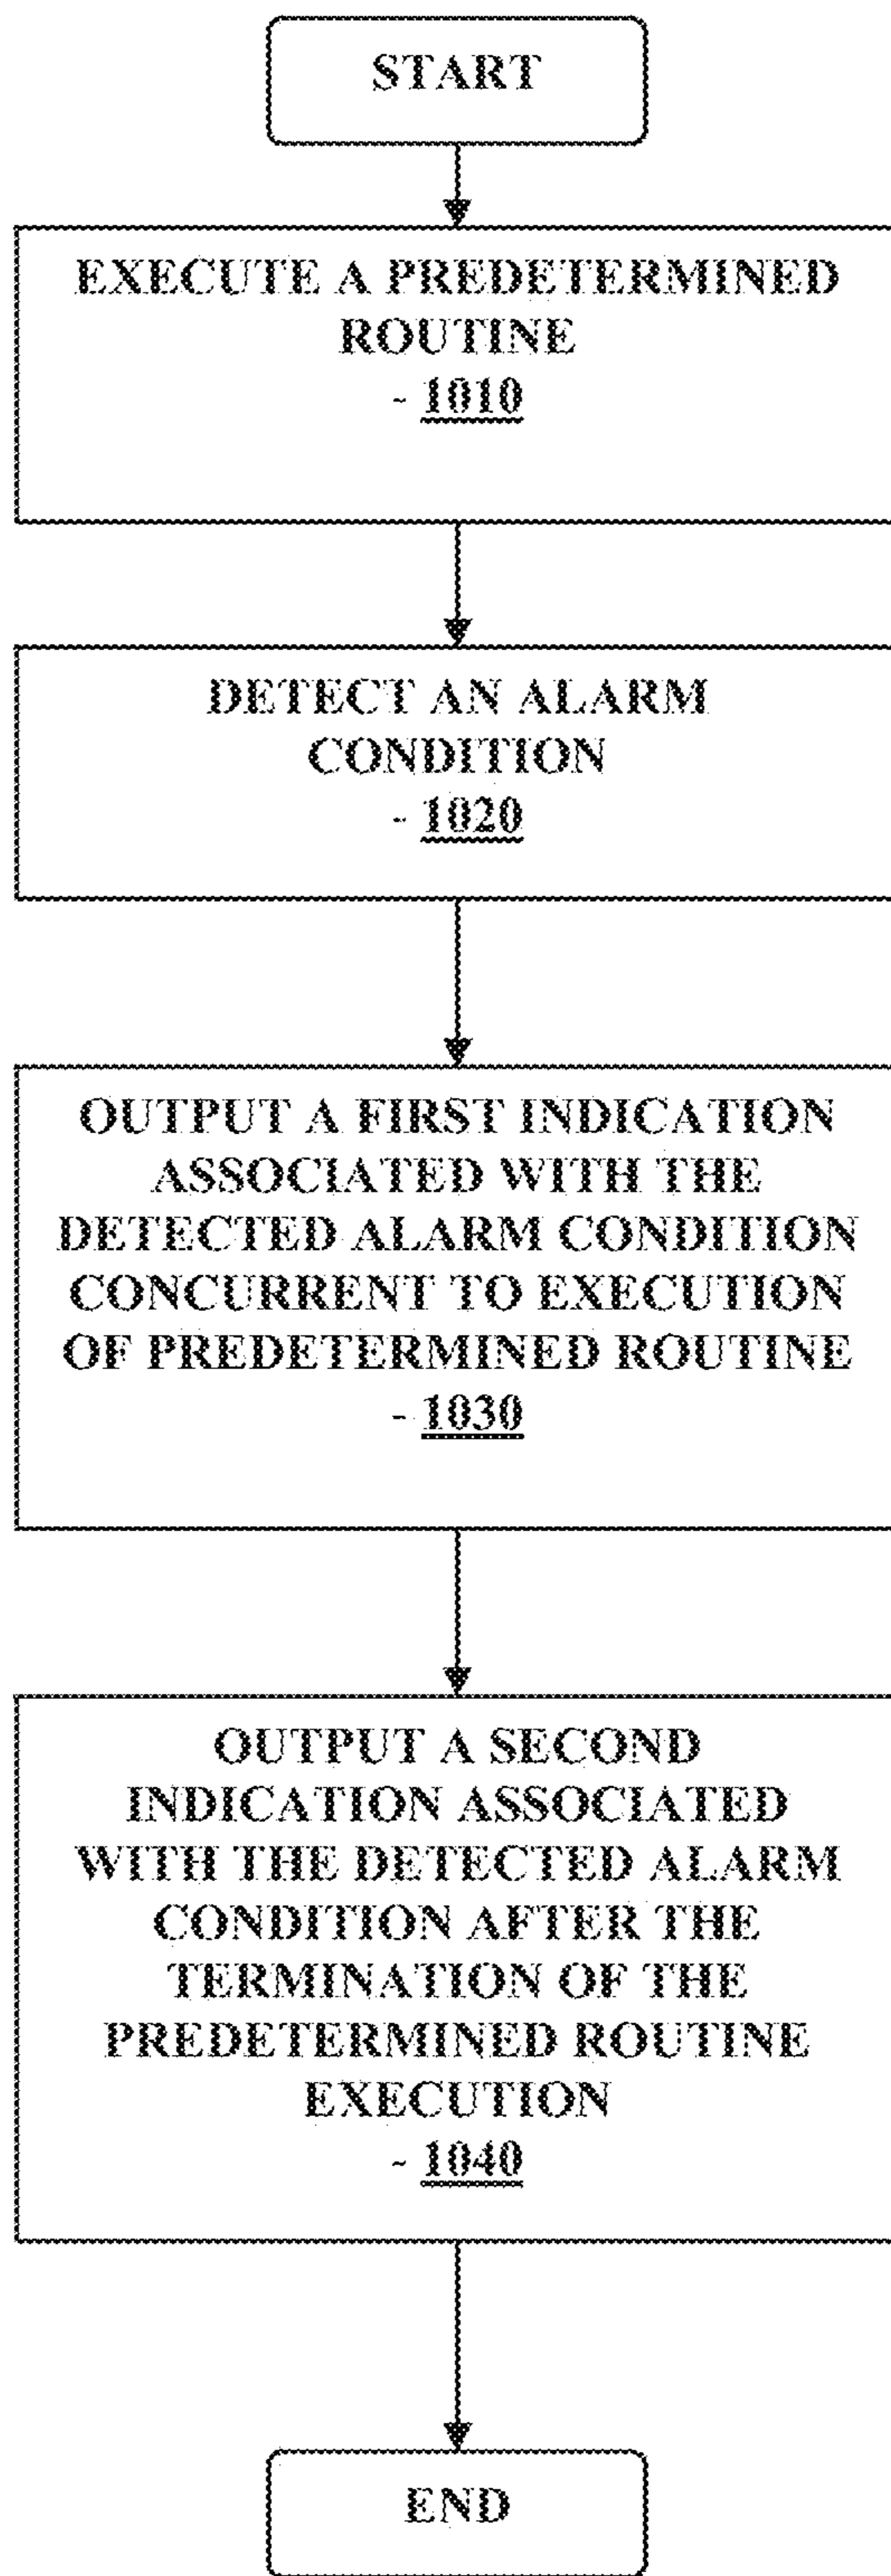 START
EXECUTE A PREDETERMINED
ROUTINE
- 1010
DETECT AN ALARM
CONDITION
- 1020
OUTPUT A FIRST INDICATION
ASSOCIATED WITH THE
DETECTED ALARM CONDITION
CONCURRENT TO EXECUTION
OF PREDETERMINED ROUTINE
- 1030
OUTPUT A SECOND
INDICATION ASSOCIATED
WITH THE DETECTED ALARM
CONDITION AFTER THE
TERMINATION OF THE
PREDETERMINED ROUTINE
EXECUTION
- 1040
END